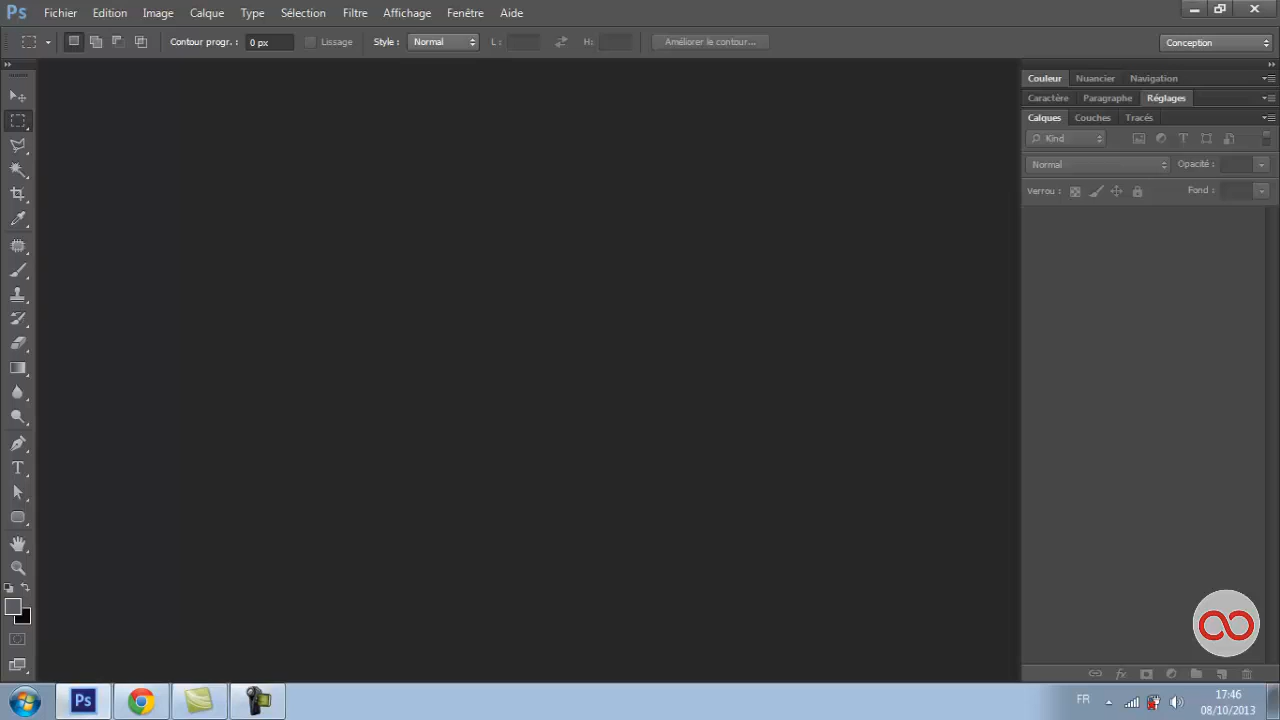 Ps Fichier Edition Image Calque Type Sélection Filtre Affichage Fenêtre Aide
Contour progr. : 0 px Lissage Style : Normal L : H : Améliorer le contour... Conception
Couleur Nuancier Navigation
Caractère Paragraphe Réglages
Calques Couches Tracés
Kind
Normal Opacité :
Verrou : Fond :
T
Ps FR 17:46
08/10/2013